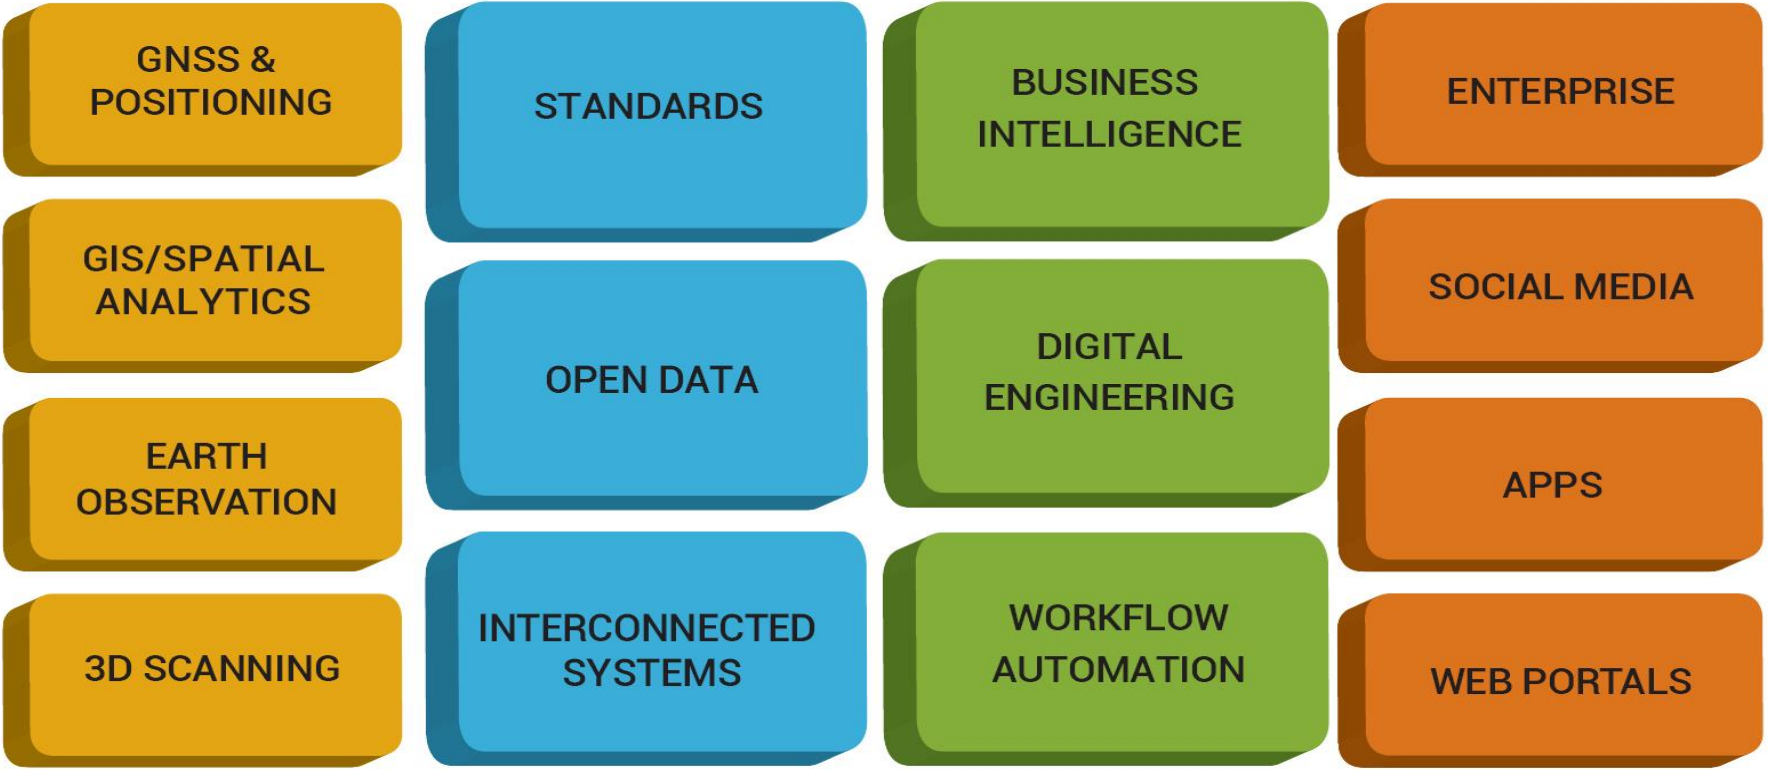 GNSS &
POSITIONING
GIS/SPATIAL
ANALYTICS
EARTH
OBSERVATION
3D SCANNING
STANDARDS
OPEN DATA
INTERCONNECTED
SYSTEMS
BUSINESS
INTELLIGENCE
DIGITAL
ENGINEERING
WORKFLOW
AUTOMATION
ENTERPRISE
SOCIAL MEDIA
APPS
WEB PORTALS